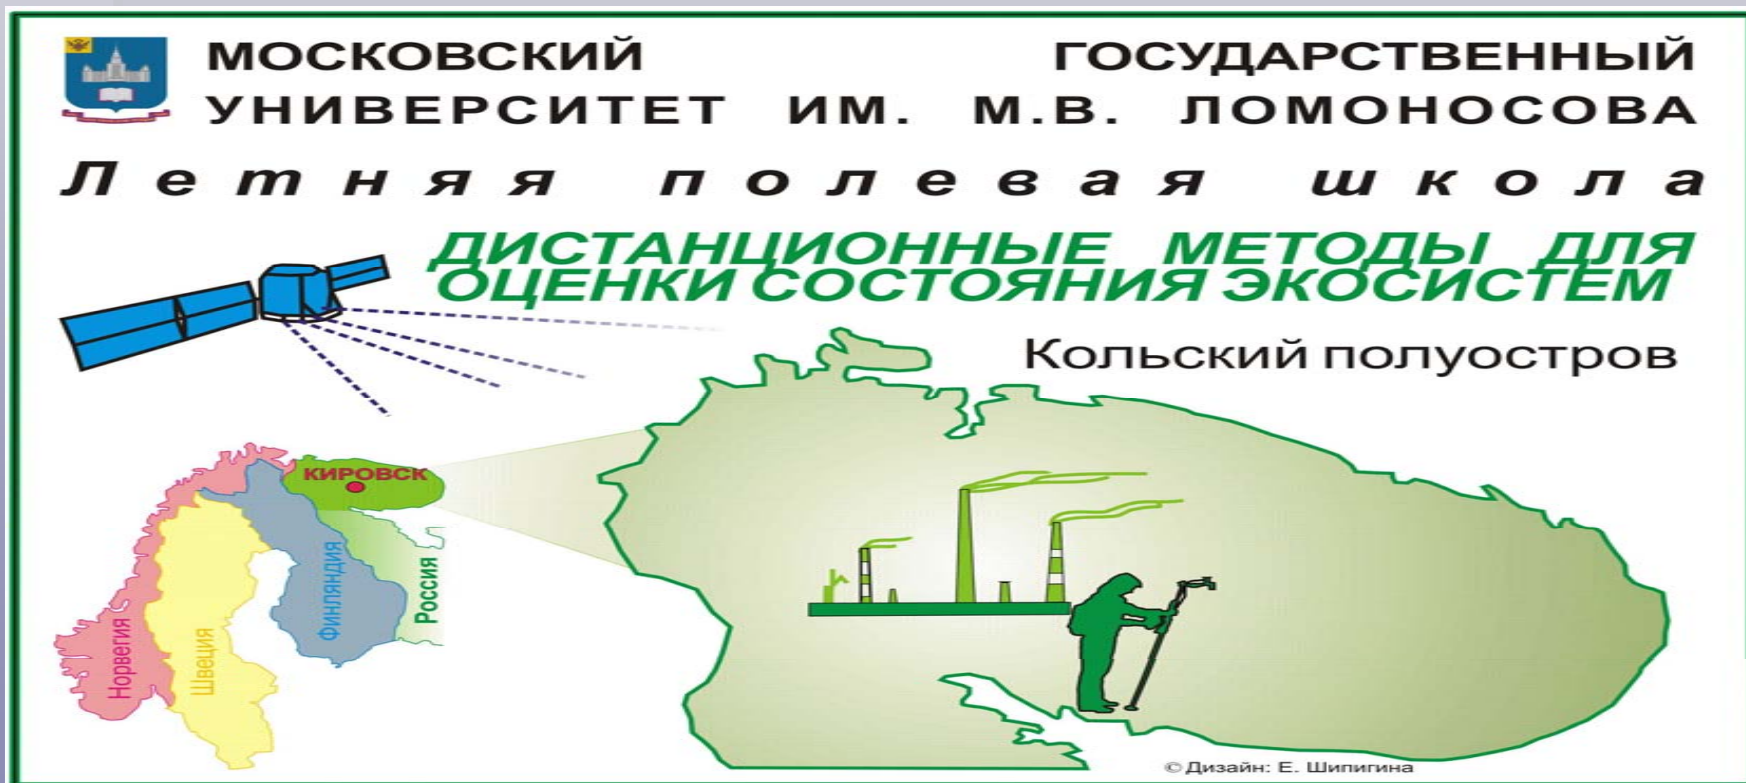 МОСКОВСКИЙ ГОСУДАРСТВЕННЫЙ
УНИВЕРСИТЕТ ИМ. М.В. ЛОМОНОСОВА
Летняя полевая школа
ДИСТАНЦИОННЫЕ МЕТОДЫ ДЛЯ
ОЦЕНКИ СОСТОЯНИЯ ЭКОСИСТЕМ
Кольский полуостров
КИРОВСК
Норвегия
Швеция
Финляндия
Россия
© Дизайн: Е. Шипигина